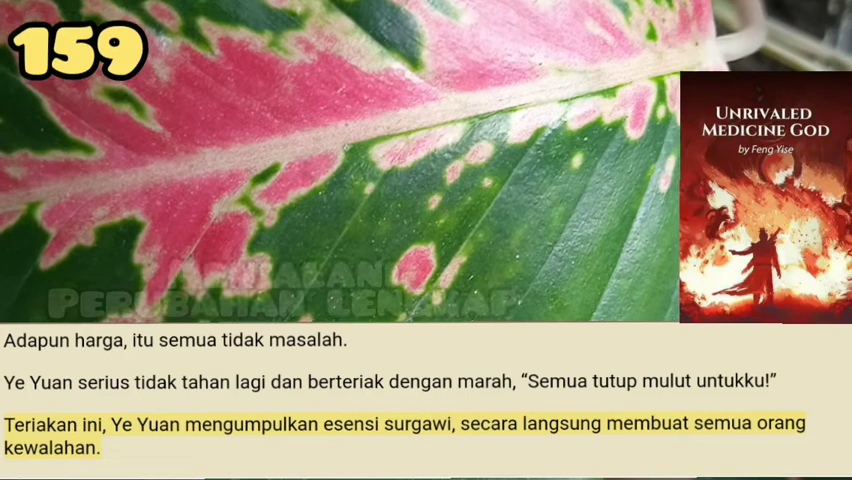 159
UNRIVALED
MEDICINE GOD
by Feng Yise
PERUBAHAN LENGKAP
Adapun harga, itu semua tidak masalah.
Ye Yuan serius tidak tahan lagi dan berteriak dengan marah, “Semua tutup mulut untukku!”
Teriakan ini, Ye Yuan mengumpulkan esensi surgawi, secara langsung membuat semua orang
kewalahan.